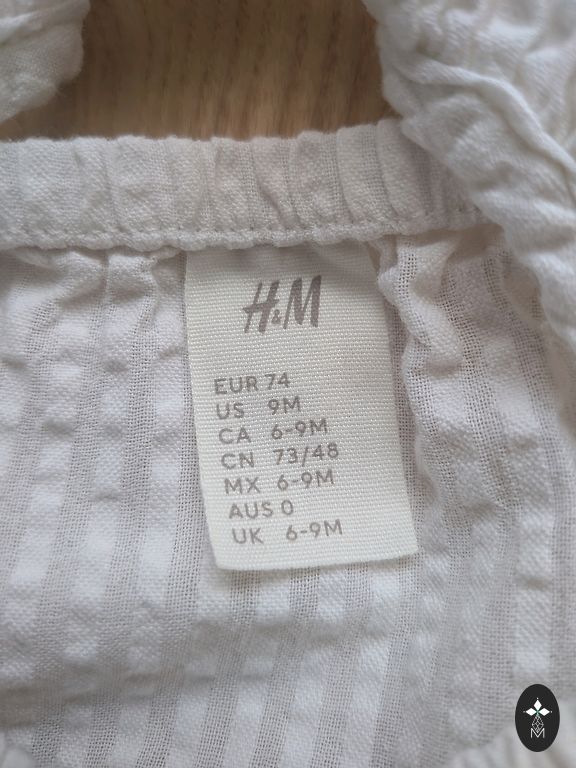 H&M
EUR 74
US 9M
CA 6-9M
CN 73/48
MX 6-9M
AUS 0
UK 6-9M